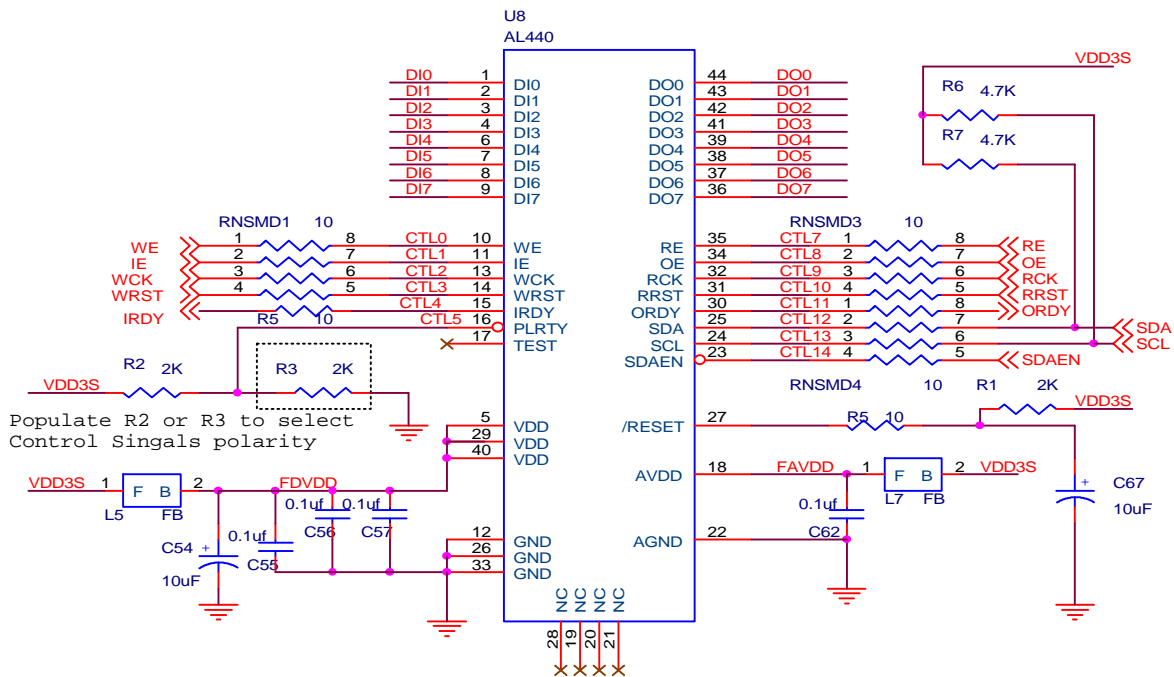 U8
AL440
DI0 1 DI0
DI1 2 DI1
DI2 3 DI2
DI3 4 DI3
DI4 6 DI4
DI5 7 DI5
DI6 8 DI6
DI7 9 DI7
DO0 44 DO0
DO1 43 DO1
DO2 42 DO2
DO3 41 DO3
DO4 39 DO4
DO5 38 DO5
DO6 37 DO6
DO7 36 DO7
VDD3S
R6 4.7K
R7 4.7K
RNSMD1 10
WE 1 8 CTL0 10 WE
IE 2 7 CTL1 11 IE
WCK 3 6 CTL2 13 WCK
WRST 4 5 CTL3 14 WRST
IRDY R5 10 CTL4 15 IRDY
CTL5 16 PLRTY
17 TEST
RNSMD3 10
RE 35 CTL7 1 8 RE
OE 34 CTL8 2 7 OE
RCK 32 CTL9 3 6 RCK
RRST 31 CTL10 4 5 RRST
ORDY 30 CTL11 1 8 ORDY
SDA 25 CTL12 2 7 SDA
SCL 24 CTL13 3 6 SCL
SDAEN 23 CTL14 4 5 SDAEN
RNSMD4 10
R2 2K
R3 2K
VDD3S
Populate R2 or R3 to select
Control Singals polarity
R1 2K
VDD3S
/RESET 27 R5 10
5 VDD
29 VDD
40 VDD
VDD3S 1 F B 2 FDVDD
L5 FB
AVDD 18 FAVDD 1 F B 2 VDD3S
L7 FB
C67
10uF
0.1uf 0.1uf
C56 C57
C54 + 0.1uf
C55
10uF
0.1uf
C62
+
12 GND
26 GND
33 GND
AGND 22
NC NC NC NC
28 19 20 21